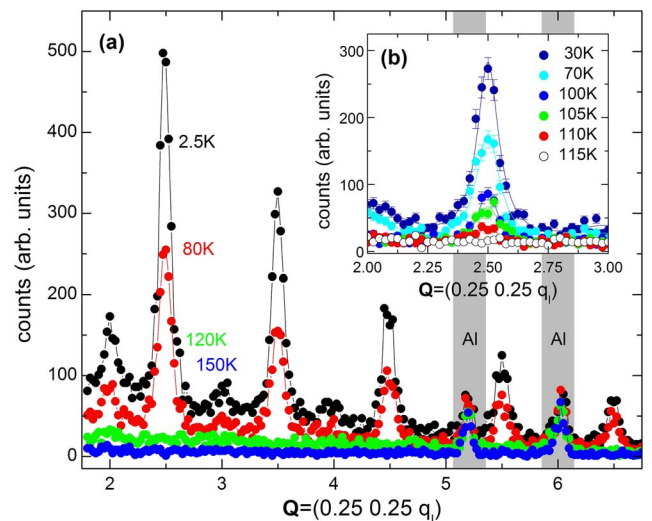 (a)
counts (arb. units)
500
400
300
200
100
0
2.5K
80K
120K
150K
Al
Al
2
3
4
5
6
Q=(0.25 0.25 qₗ)
(b)
counts (arb. units)
300
200
100
0
30K
70K
100K
105K
110K
115K
2.00
2.25
2.50
2.75
3.00
Q=(0.25 0.25 qₗ)